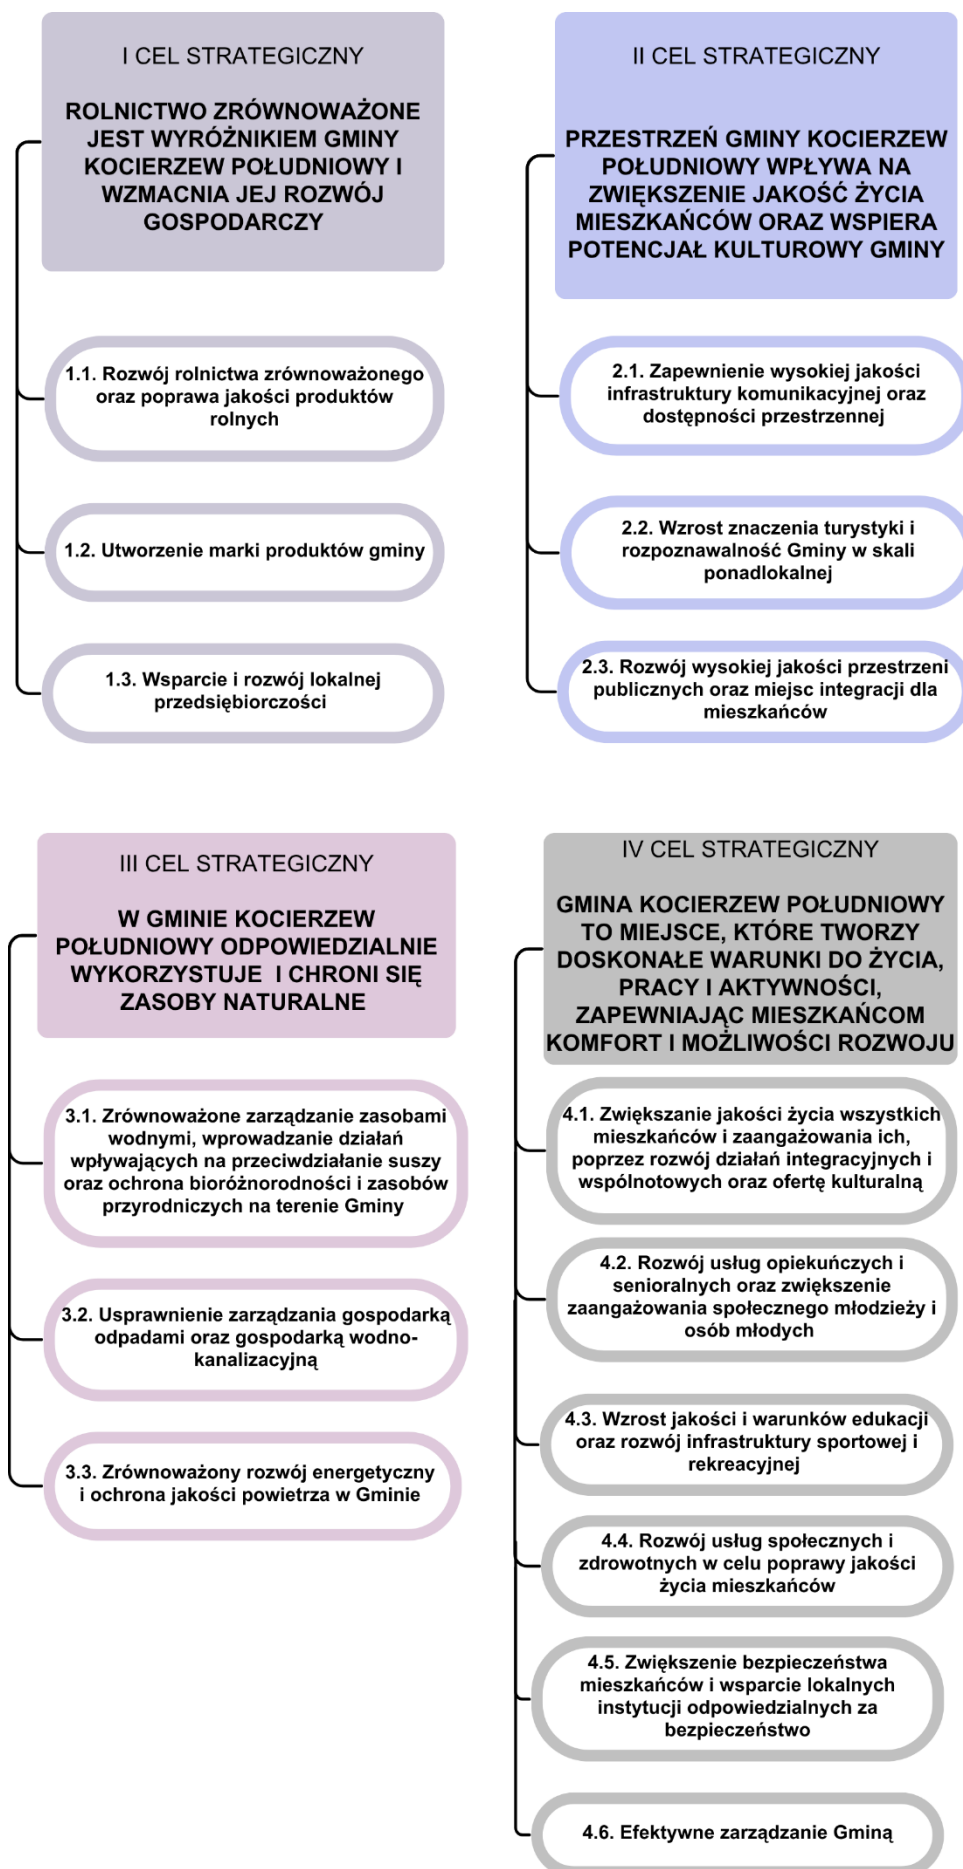 I CEL STRATEGICZNY
ROLNICTWO ZRÓWNOWAŻONE
JEST WYRÓŻNIKIEM GMINY
KOCIERZEW POŁUDNIOWY I
WZMACNIA JEJ ROZWÓJ
GOSPODARCZY
1.1. Rozwój rolnictwa zrównoważonego
oraz poprawa jakości produktów
rolnych
1.2. Utworzenie marki produktów gminy
1.3. Wsparcie i rozwój lokalnej
przedsiębiorczości
II CEL STRATEGICZNY
PRZESTRZEŃ GMINY KOCIERZEW
POŁUDNIOWY WPŁYWA NA
ZWIĘKSZENIE JAKOŚĆ ŻYCIA
MIESZKAŃCÓW ORAZ WSPIERA
POTENCJAŁ KULTUROWY GMINY
2.1. Zapewnienie wysokiej jakości
infrastruktury komunikacyjnej oraz
dostępności przestrzennej
2.2. Wzrost znaczenia turystyki i
rozpoznawalność Gminy w skali
ponadlokalnej
2.3. Rozwój wysokiej jakości przestrzeni
publicznych oraz miejsc integracji dla
mieszkańców
III CEL STRATEGICZNY
W GMINIE KOCIERZEW
POŁUDNIOWY ODPOWIEDZIALNIE
WYKORZYSTUJE I CHRONI SIĘ
ZASOBY NATURALNE
3.1. Zrównoważone zarządzanie zasobami
wodnymi, wprowadzanie działań
wpływających na przeciwdziałanie suszy
oraz ochrona bioróżnorodności i zasobów
przyrodniczych na terenie Gminy
3.2. Usprawnienie zarządzania gospodarką
odpadami oraz gospodarką wodno-
kanalizacyjną
3.3. Zrównoważony rozwój energetyczny
i ochrona jakości powietrza w Gminie
IV CEL STRATEGICZNY
GMINA KOCIERZEW POŁUDNIOWY
TO MIEJSCE, KTÓRE TWORZY
DOSKONAŁE WARUNKI DO ŻYCIA,
PRACY I AKTYWNOŚCI,
ZAPEWNIAJĄC MIESZKAŃCOM
KOMFORT I MOŻLIWOŚCI ROZWOJU
4.1. Zwiększanie jakości życia wszystkich
mieszkańców i zaangażowania ich,
poprzez rozwój działań integracyjnych i
wspólnotowych oraz ofertę kulturalną
4.2. Rozwój usług opiekuńczych i
senioralnych oraz zwiększenie
zaangażowania społecznego młodzieży i
osób młodych
4.3. Wzrost jakości i warunków edukacji
oraz rozwój infrastruktury sportowej i
rekreacyjnej
4.4. Rozwój usług społecznych i
zdrowotnych w celu poprawy jakości
życia mieszkańców
4.5. Zwiększenie bezpieczeństwa
mieszkańców i wsparcie lokalnych
instytucji odpowiedzialnych za
bezpieczeństwo
4.6. Efektywne zarządzanie Gminą